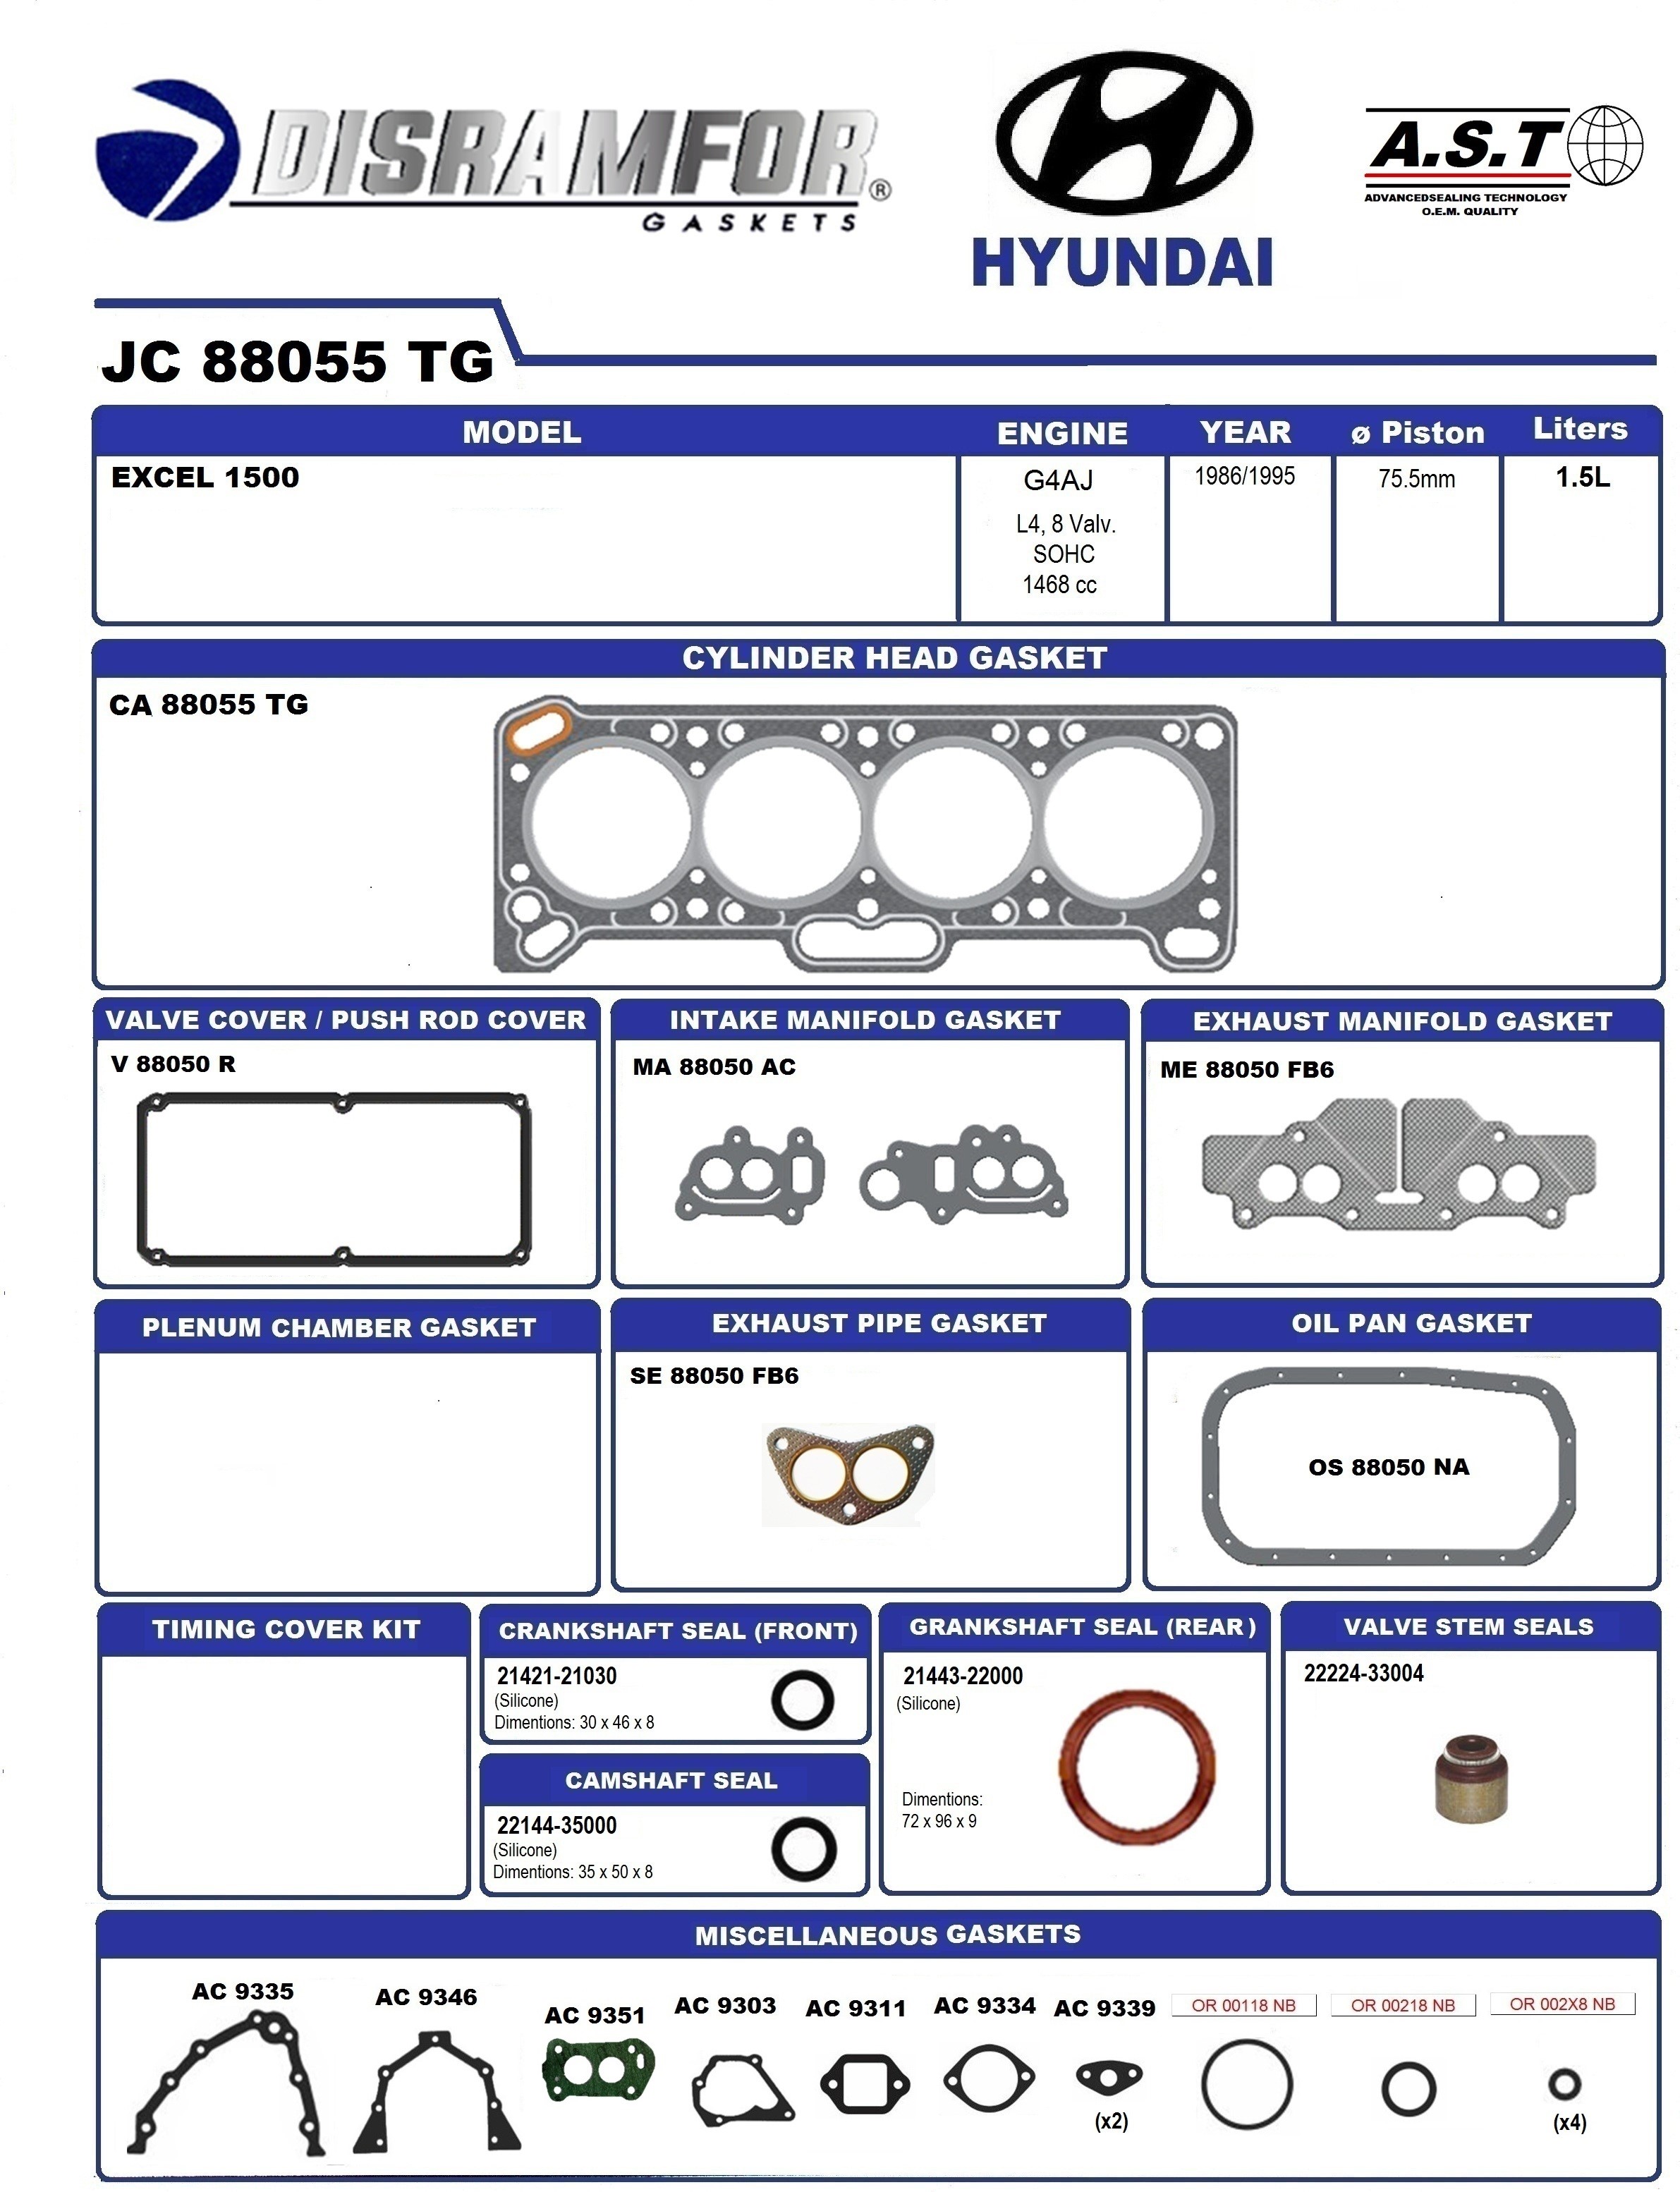 DISRAMFOR®
GASKETS
HYUNDAI
A.S.T
ADVANCEDSEALING TECHNOLOGY
O.E.M. QUALITY
JC 88055 TG
MODEL ENGINE YEAR ø Piston Liters
EXCEL 1500 G4AJ 1986/1995 75.5mm 1.5L
L4, 8 Valv.
SOHC
1468 cc
CYLINDER HEAD GASKET
CA 88055 TG
VALVE COVER / PUSH ROD COVER
V 88050 R
INTAKE MANIFOLD GASKET
MA 88050 AC
EXHAUST MANIFOLD GASKET
ME 88050 FB6
PLENUM CHAMBER GASKET
EXHAUST PIPE GASKET
SE 88050 FB6
OIL PAN GASKET
OS 88050 NA
TIMING COVER KIT
CRANKSHAFT SEAL (FRONT)
21421-21030
(Silicone)
Dimentions: 30 x 46 x 8
CAMSHAFT SEAL
22144-35000
(Silicone)
Dimentions: 35 x 50 x 8
GRANKSHAFT SEAL (REAR)
21443-22000
(Silicone)
Dimentions:
72 x 96 x 9
VALVE STEM SEALS
22224-33004
MISCELLANEOUS GASKETS
AC 9335
AC 9346
AC 9351
AC 9303
AC 9311
AC 9334
AC 9339
(x2)
OR 00118 NB
OR 00218 NB
OR 002X8 NB
(x4)